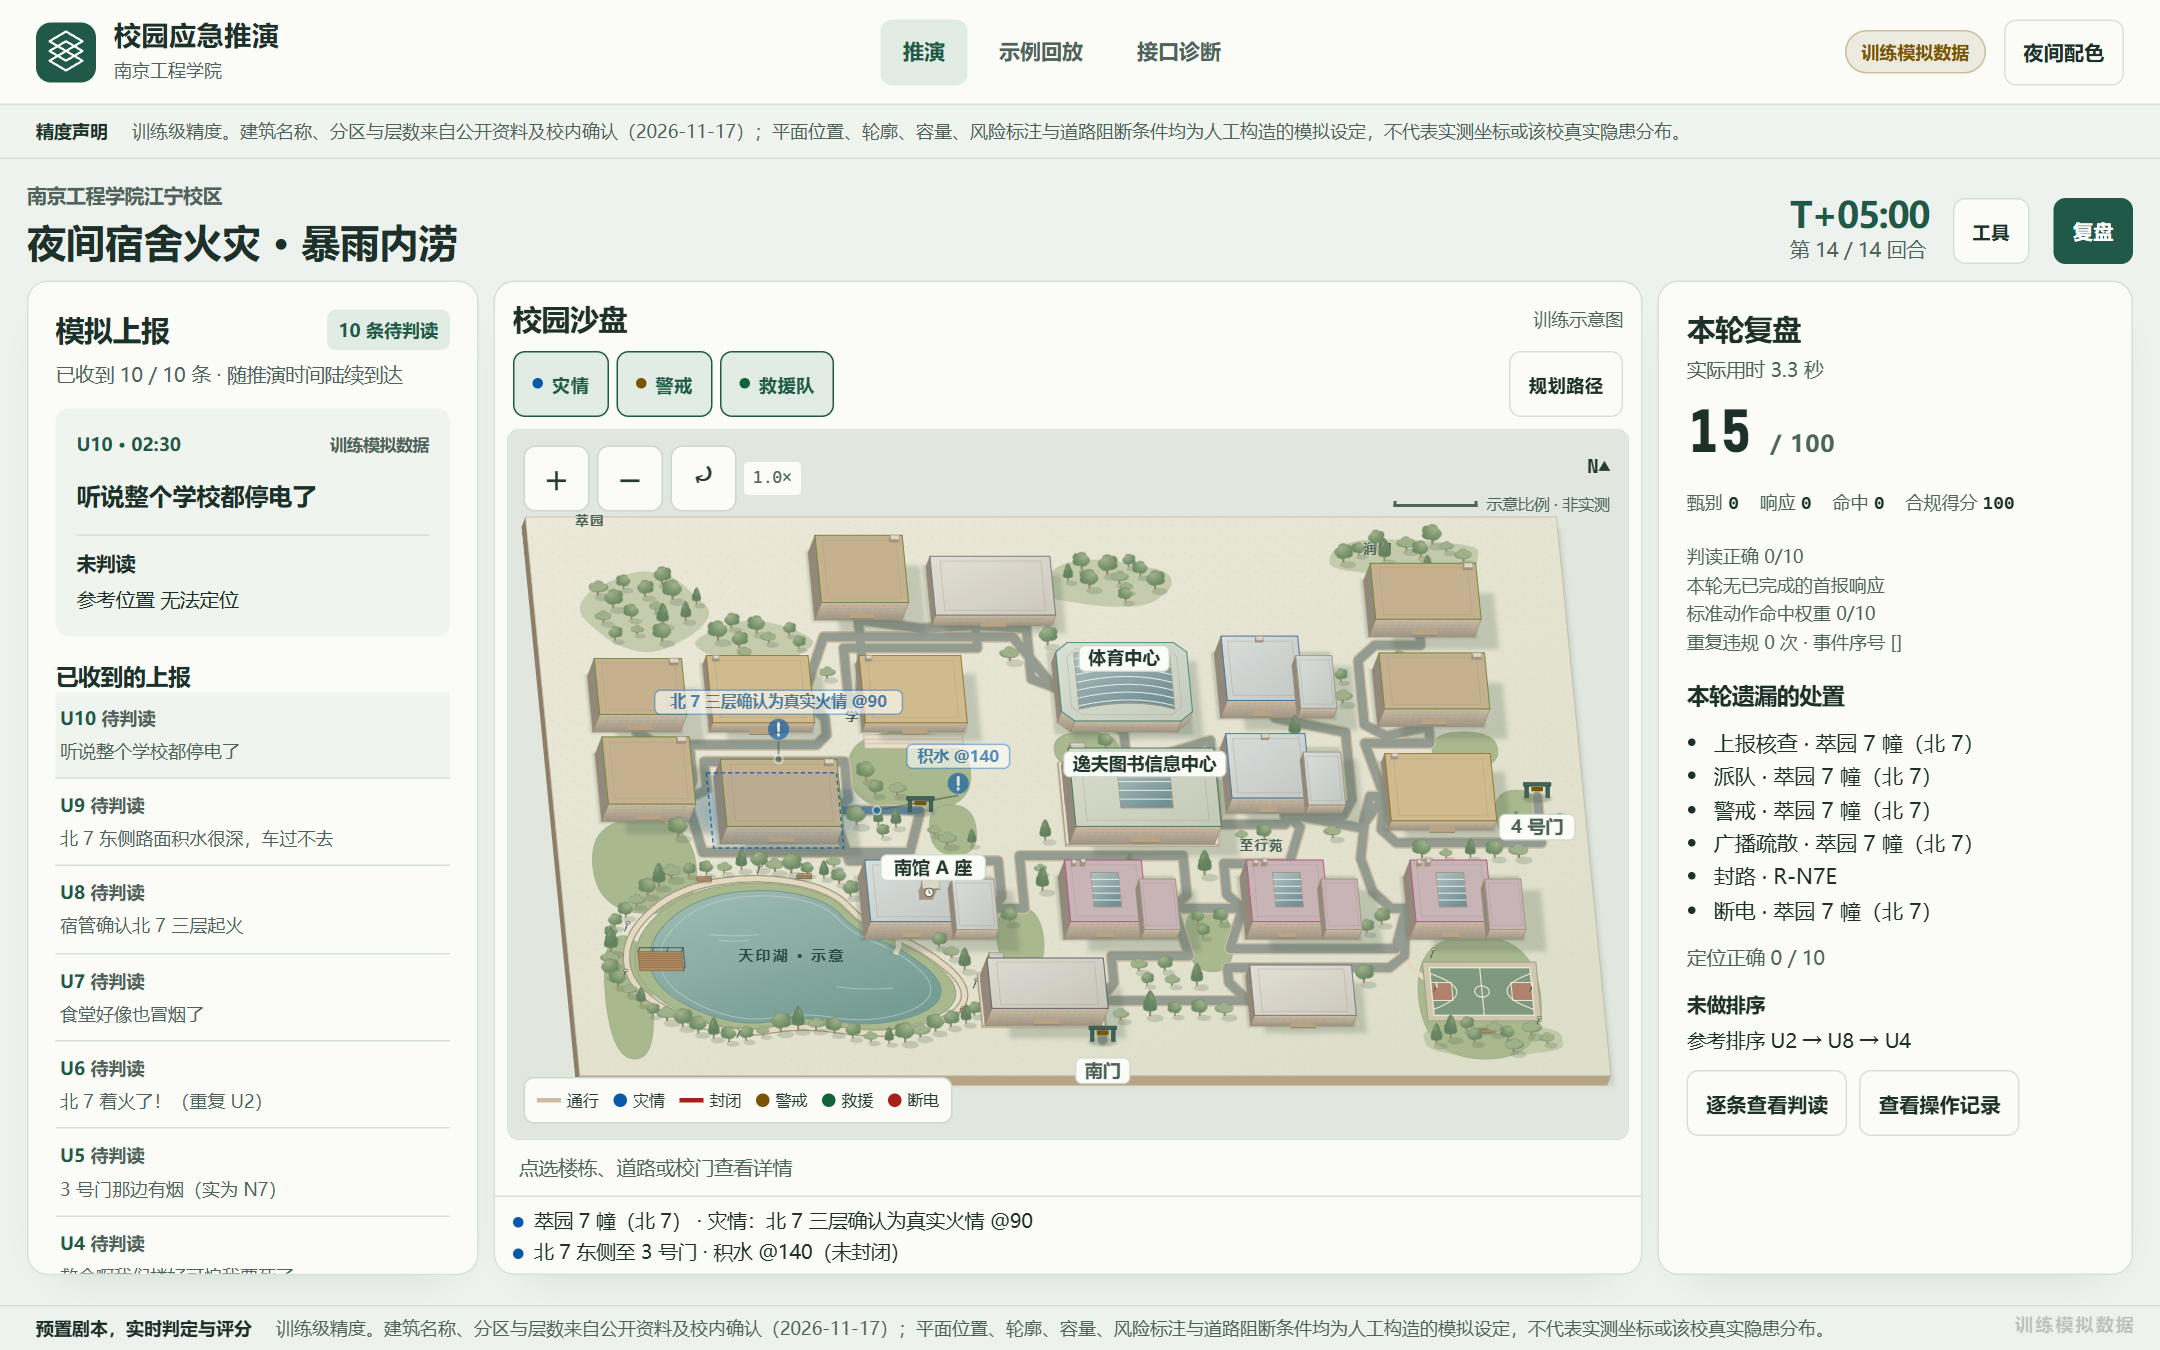 校园应急推演
南京工程学院
推演
示例回放
接口诊断
训练模拟数据
夜间配色
精度声明 训练级精度。建筑名称、分区与层数来自公开资料及校内确认（2026-11-17）；平面位置、轮廓、容量、风险标注与道路阻断条件均为人工构造的模拟设定，不代表实测坐标或该校真实隐患分布。
南京工程学院江宁校区
夜间宿舍火灾·暴雨内涝
T+05:00
第 14 / 14 回合
工具
复盘
模拟上报
10 条待判读
已收到 10 / 10 条 · 随推演时间陆续到达
U10 • 02:30
训练模拟数据
听说整个学校都停电了
未判读
参考位置 无法定位
已收到的上报
U10 待判读
听说整个学校都停电了
U9 待判读
北 7 东侧路面积水很深，车过不去
U8 待判读
宿管确认北 7 三层起火
U7 待判读
食堂好像也冒烟了
U6 待判读
北 7 着火了！（重复 U2）
U5 待判读
3 号门那边有烟（实为 N7）
U4 待判读
校园沙盘
训练示意图
灾情
警戒
救援队
规划路径
+
−
1.0×
N▲
示意比例 · 非实测
萃园
润
体育中心
北 7 三层确认为真实火情 @90
学
积水 @140
逸夫图书信息中心
4 号门
至行苑
南馆 A 座
天印湖 · 示意
南门
通行
灾情
封闭
警戒
救援
断电
点选楼栋、道路或校门查看详情
萃园 7 幢（北 7） · 灾情：北 7 三层确认为真实火情 @90
北 7 东侧至 3 号门 · 积水 @140（未封闭）
本轮复盘
实际用时 3.3 秒
15 / 100
甄别 0 响应 0 命中 0 合规得分 100
判读正确 0/10
本轮无已完成的首报响应
标准动作命中权重 0/10
重复违规 0 次 · 事件序号 []
本轮遗漏的处置
• 上报核查 · 萃园 7 幢（北 7）
• 派队 · 萃园 7 幢（北 7）
• 警戒 · 萃园 7 幢（北 7）
• 广播疏散 · 萃园 7 幢（北 7）
• 封路 · R-N7E
• 断电 · 萃园 7 幢（北 7）
定位正确 0 / 10
未做排序
参考排序 U2 → U8 → U4
逐条查看判读
查看操作记录
预置剧本，实时判定与评分 训练级精度。建筑名称、分区与层数来自公开资料及校内确认（2026-11-17）；平面位置、轮廓、容量、风险标注与道路阻断条件均为人工构造的模拟设定，不代表实测坐标或该校真实隐患分布。
训练模拟数据